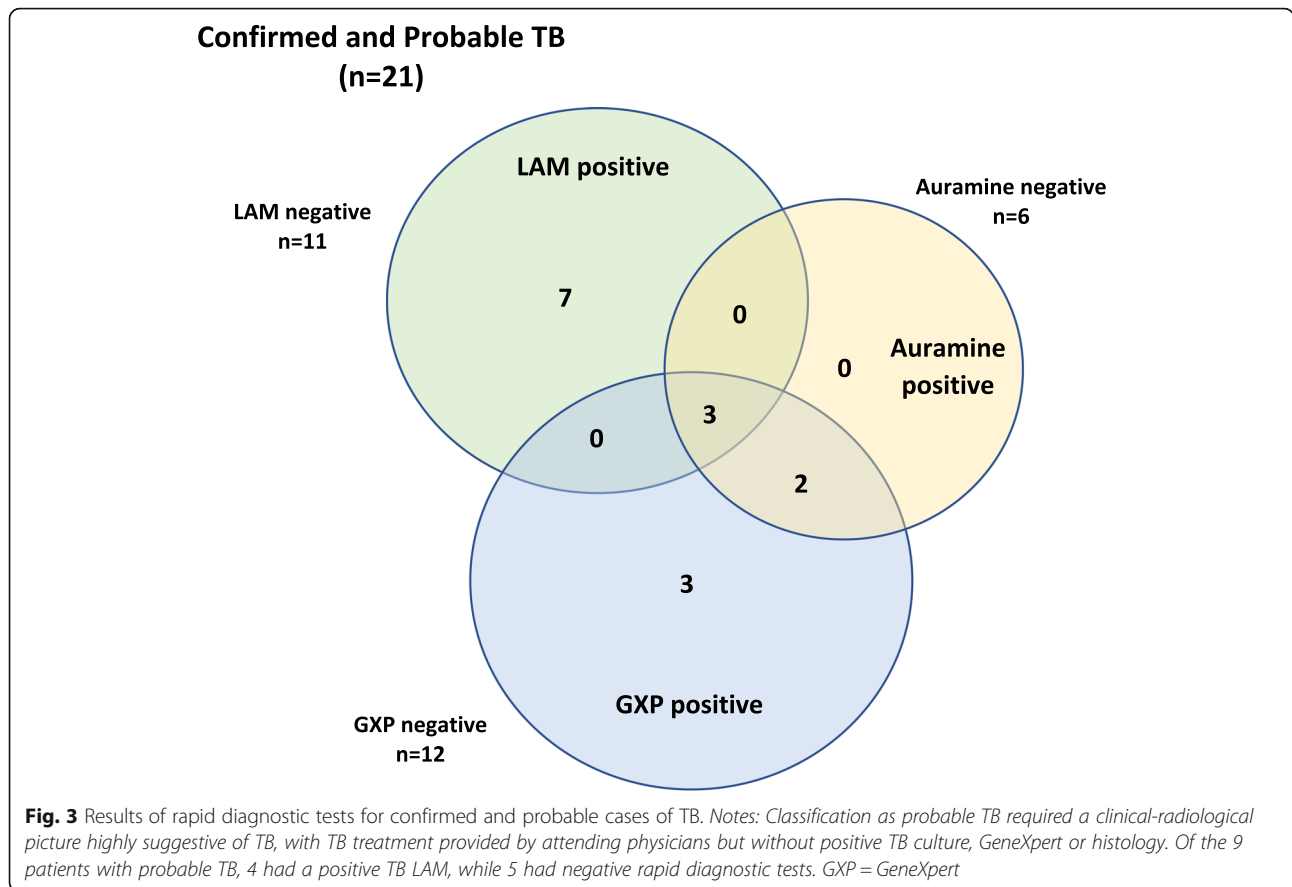 Confirmed and Probable TB
(n=21)
LAM positive
LAM negative
n=11
Auramine negative
n=6
7
0
Auramine
positive
0
3
0
2
3
GXP positive
GXP negative
n=12
Fig. 3 Results of rapid diagnostic tests for confirmed and probable cases of TB. Notes: Classification as probable TB required a clinical-radiological
picture highly suggestive of TB, with TB treatment provided by attending physicians but without positive TB culture, GeneXpert or histology. Of the 9
patients with probable TB, 4 had a positive TB LAM, while 5 had negative rapid diagnostic tests. GXP = GeneXpert